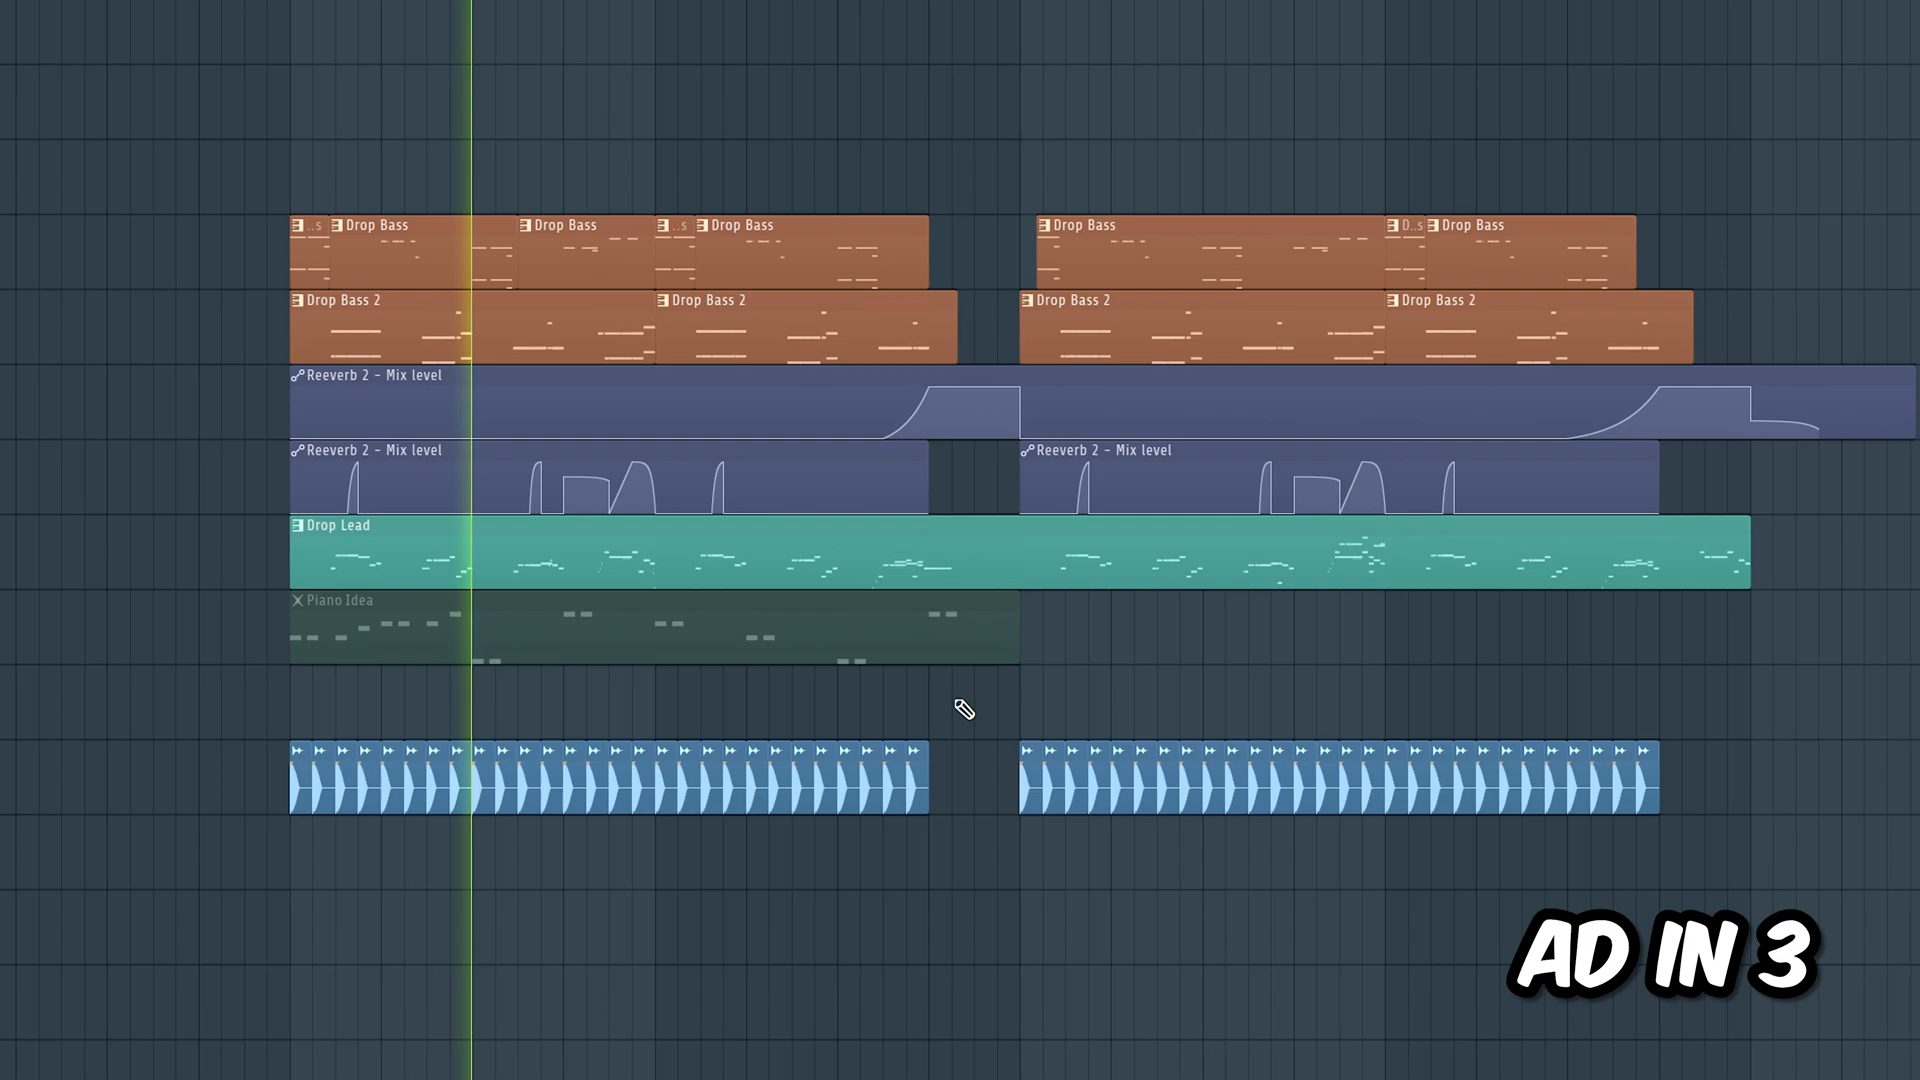 ..s Drop Bass Drop Bass ..s Drop Bass Drop Bass D..s Drop Bass
Drop Bass 2 Drop Bass 2 Drop Bass 2 Drop Bass 2
Reeverb 2 - Mix level
Reeverb 2 - Mix level Reeverb 2 - Mix level
Drop Lead
Piano Idea
AD IN 3